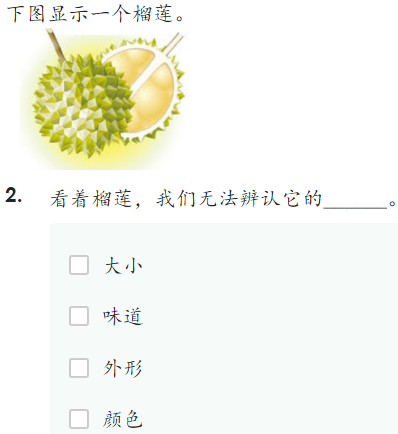 下图显示一个榴莲。
2. 看着榴莲，我们无法辨认它的______。
大小
味道
外形
颜色